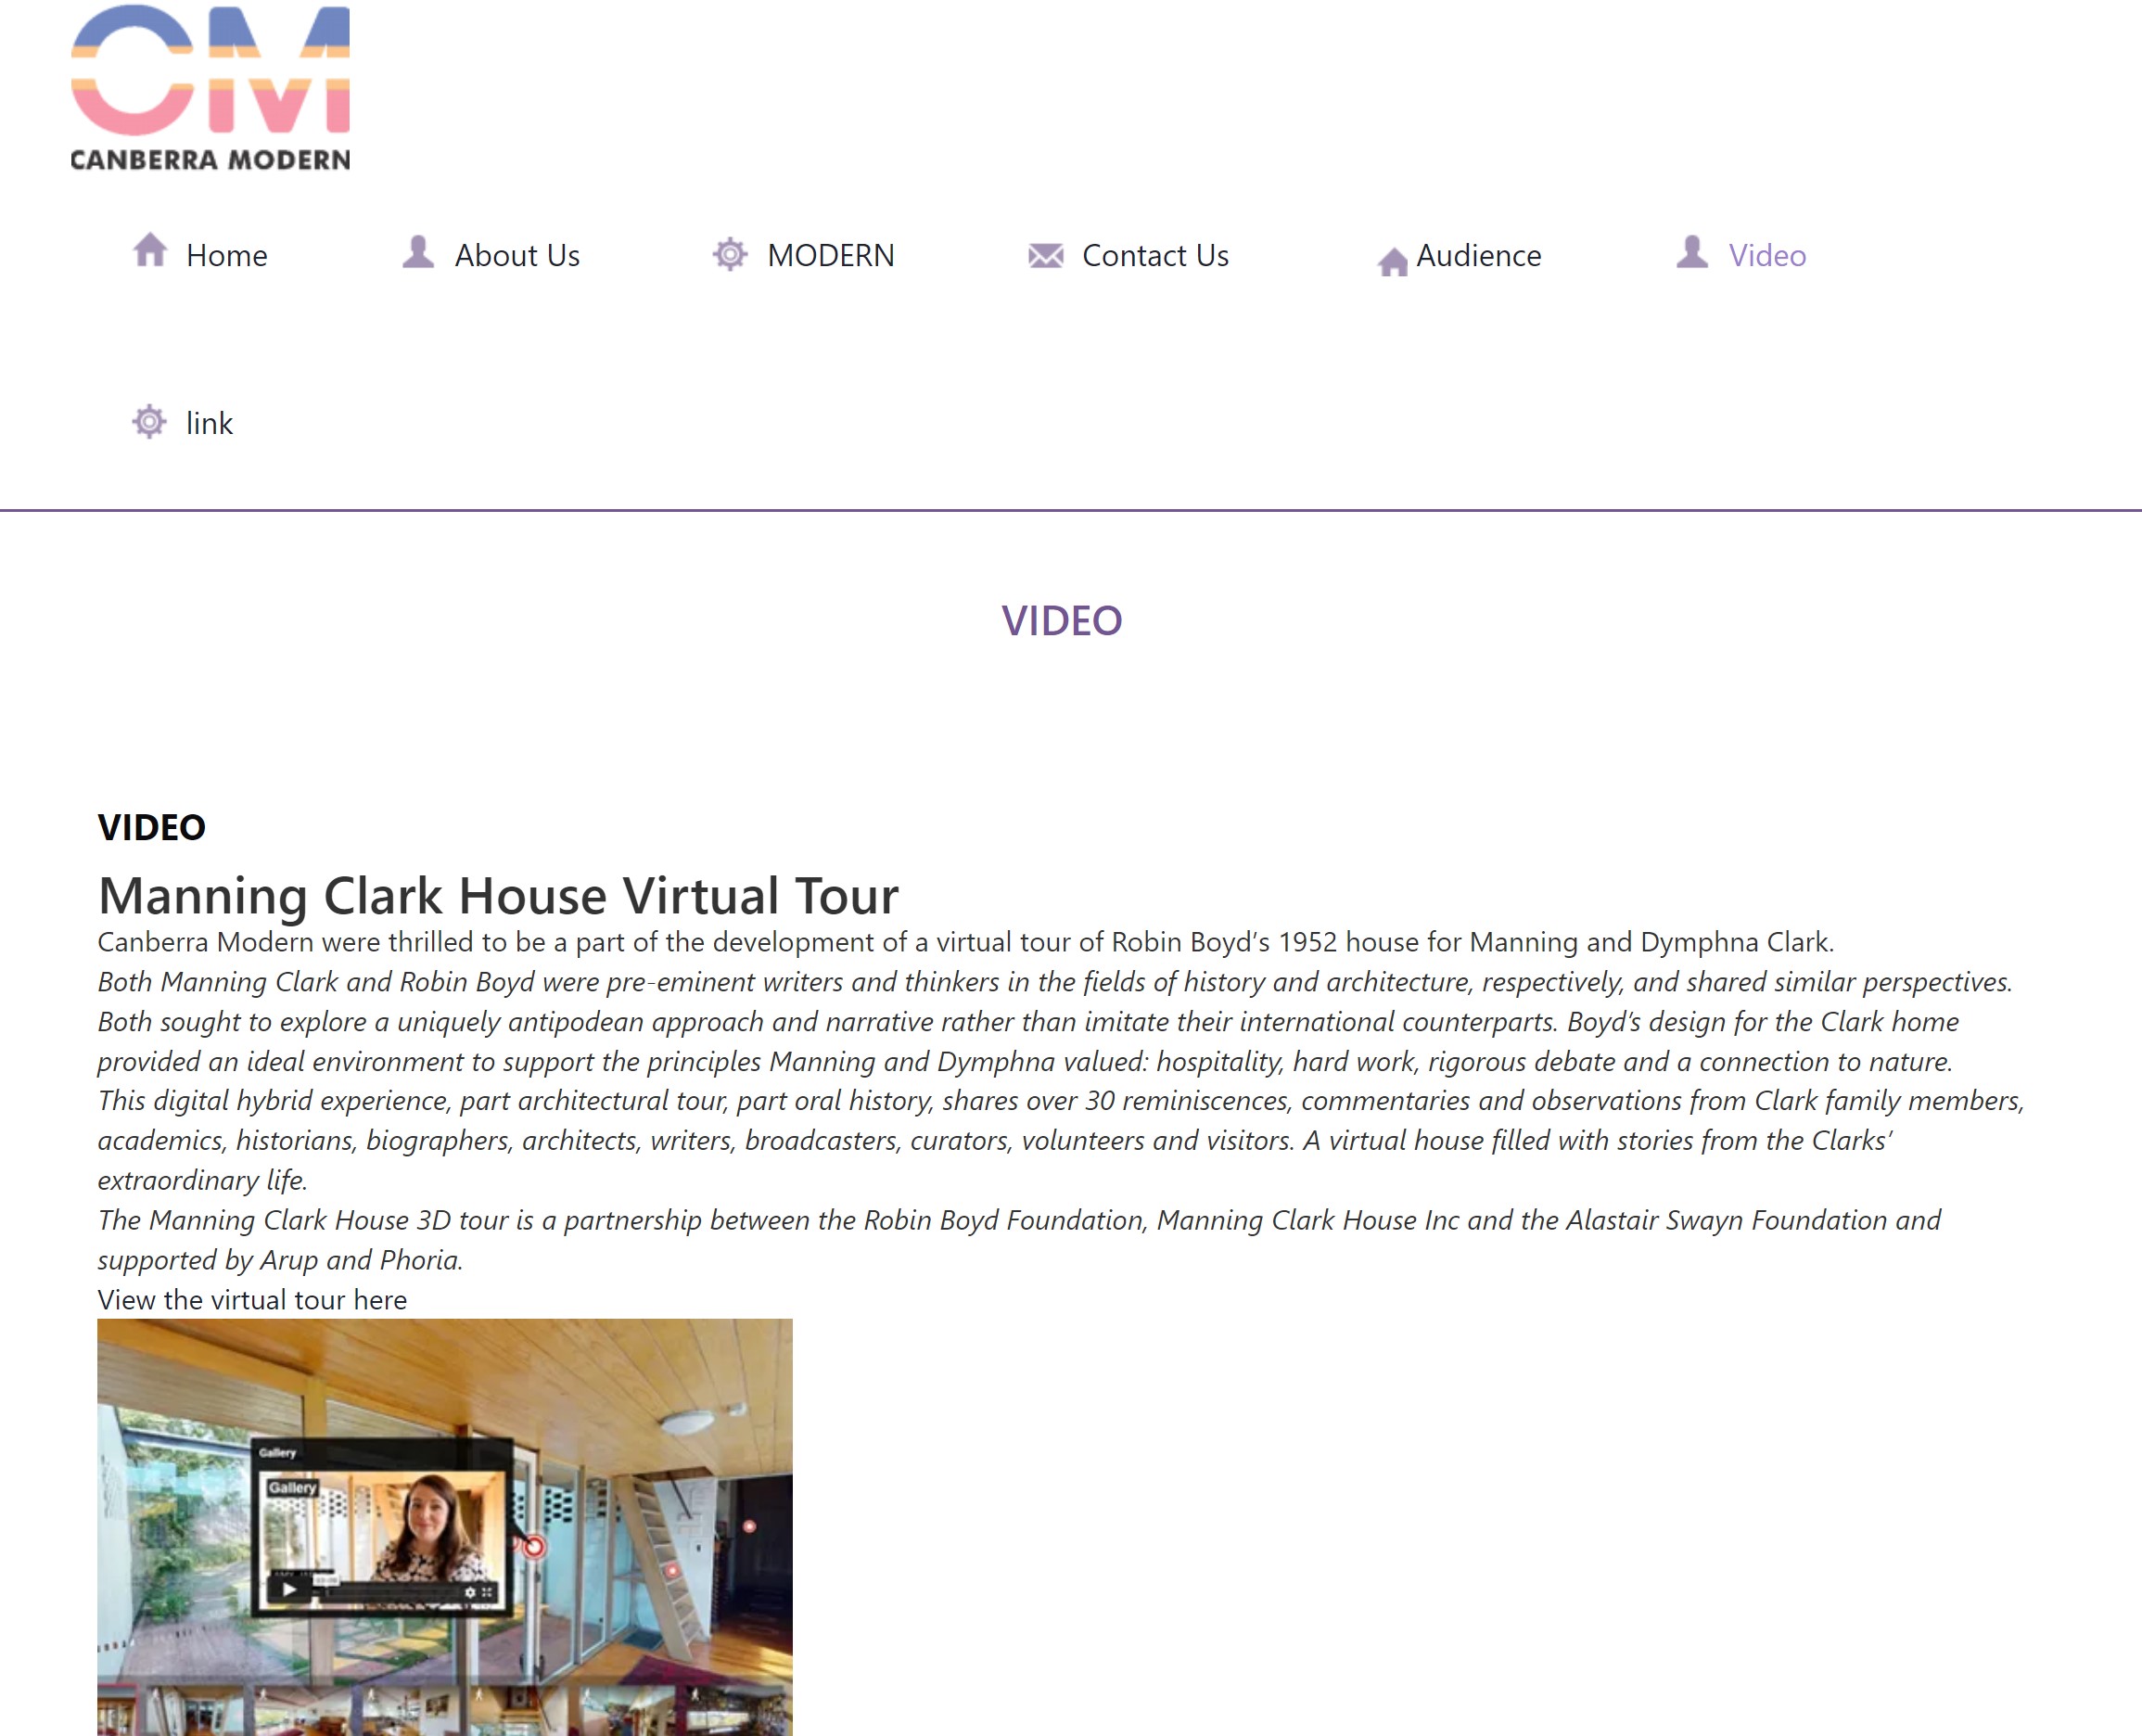 CM
CANBERRA MODERN
Home About Us MODERN Contact Us Audience Video
link
VIDEO
VIDEO
Manning Clark House Virtual Tour
Canberra Modern were thrilled to be a part of the development of a virtual tour of Robin Boyd’s 1952 house for Manning and Dymphna Clark.
Both Manning Clark and Robin Boyd were pre-eminent writers and thinkers in the fields of history and architecture, respectively, and shared similar perspectives.
Both sought to explore a uniquely antipodean approach and narrative rather than imitate their international counterparts. Boyd’s design for the Clark home
provided an ideal environment to support the principles Manning and Dymphna valued: hospitality, hard work, rigorous debate and a connection to nature.
This digital hybrid experience, part architectural tour, part oral history, shares over 30 reminiscences, commentaries and observations from Clark family members,
academics, historians, biographers, architects, writers, broadcasters, curators, volunteers and visitors. A virtual house filled with stories from the Clarks’
extraordinary life.
The Manning Clark House 3D tour is a partnership between the Robin Boyd Foundation, Manning Clark House Inc and the Alastair Swayn Foundation and
supported by Arup and Phoria.
View the virtual tour here
Gallery
Gallery